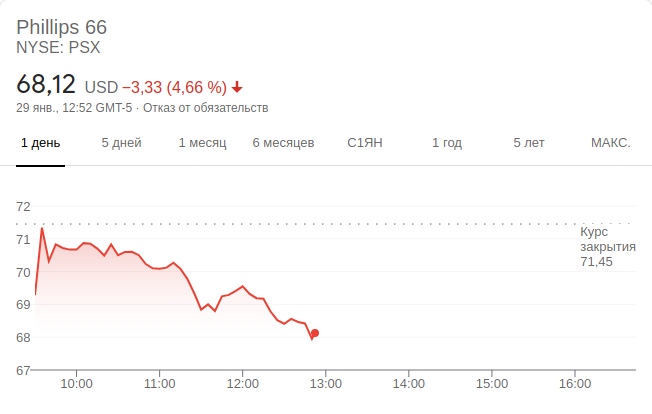 Phillips 66
NYSE: PSX
68,12 USD −3,33 (4,66 %)
29 янв., 12:52 GMT-5 · Отказ от обязательств
1 день 5 дней 1 месяц 6 месяцев С1ЯН 1 год 5 лет МАКС.
72
71
70
69
68
67
Курс
закрытия
71,45
10:00 11:00 12:00 13:00 14:00 15:00 16:00